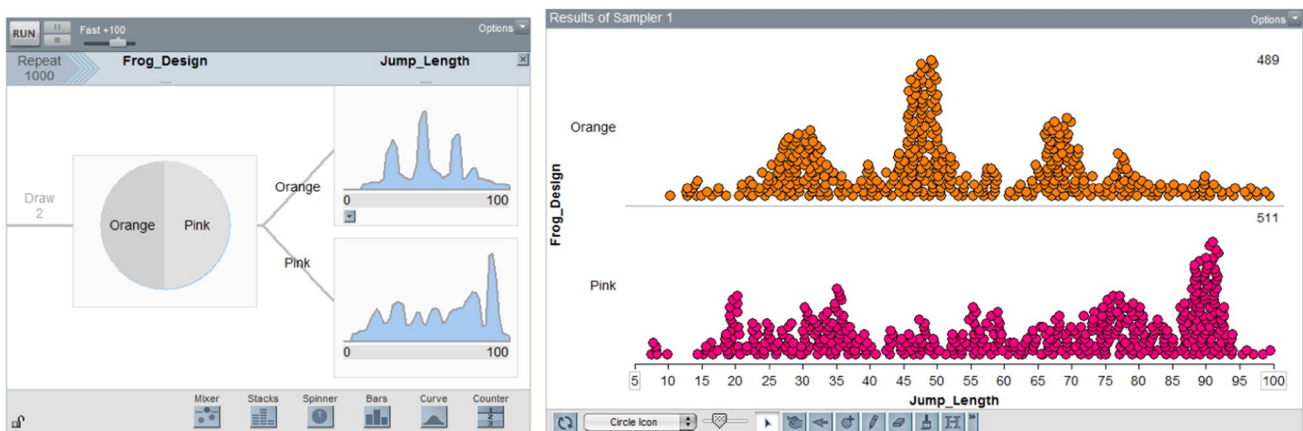 RUN
Fast +100
Options
Repeat
1000
Frog_Design
Jump_Length
Draw
2
Orange
Pink
Orange
0
100
Pink
0
100
Mixer
Stacks
Spinner
Bars
Curve
Counter
Results of Sampler 1
Options
489
Orange
511
Pink
Frog_Design
5 10 15 20 25 30 35 40 45 50 55 60 65 70 75 80 85 90 95 100
Jump_Length
Circle Icon